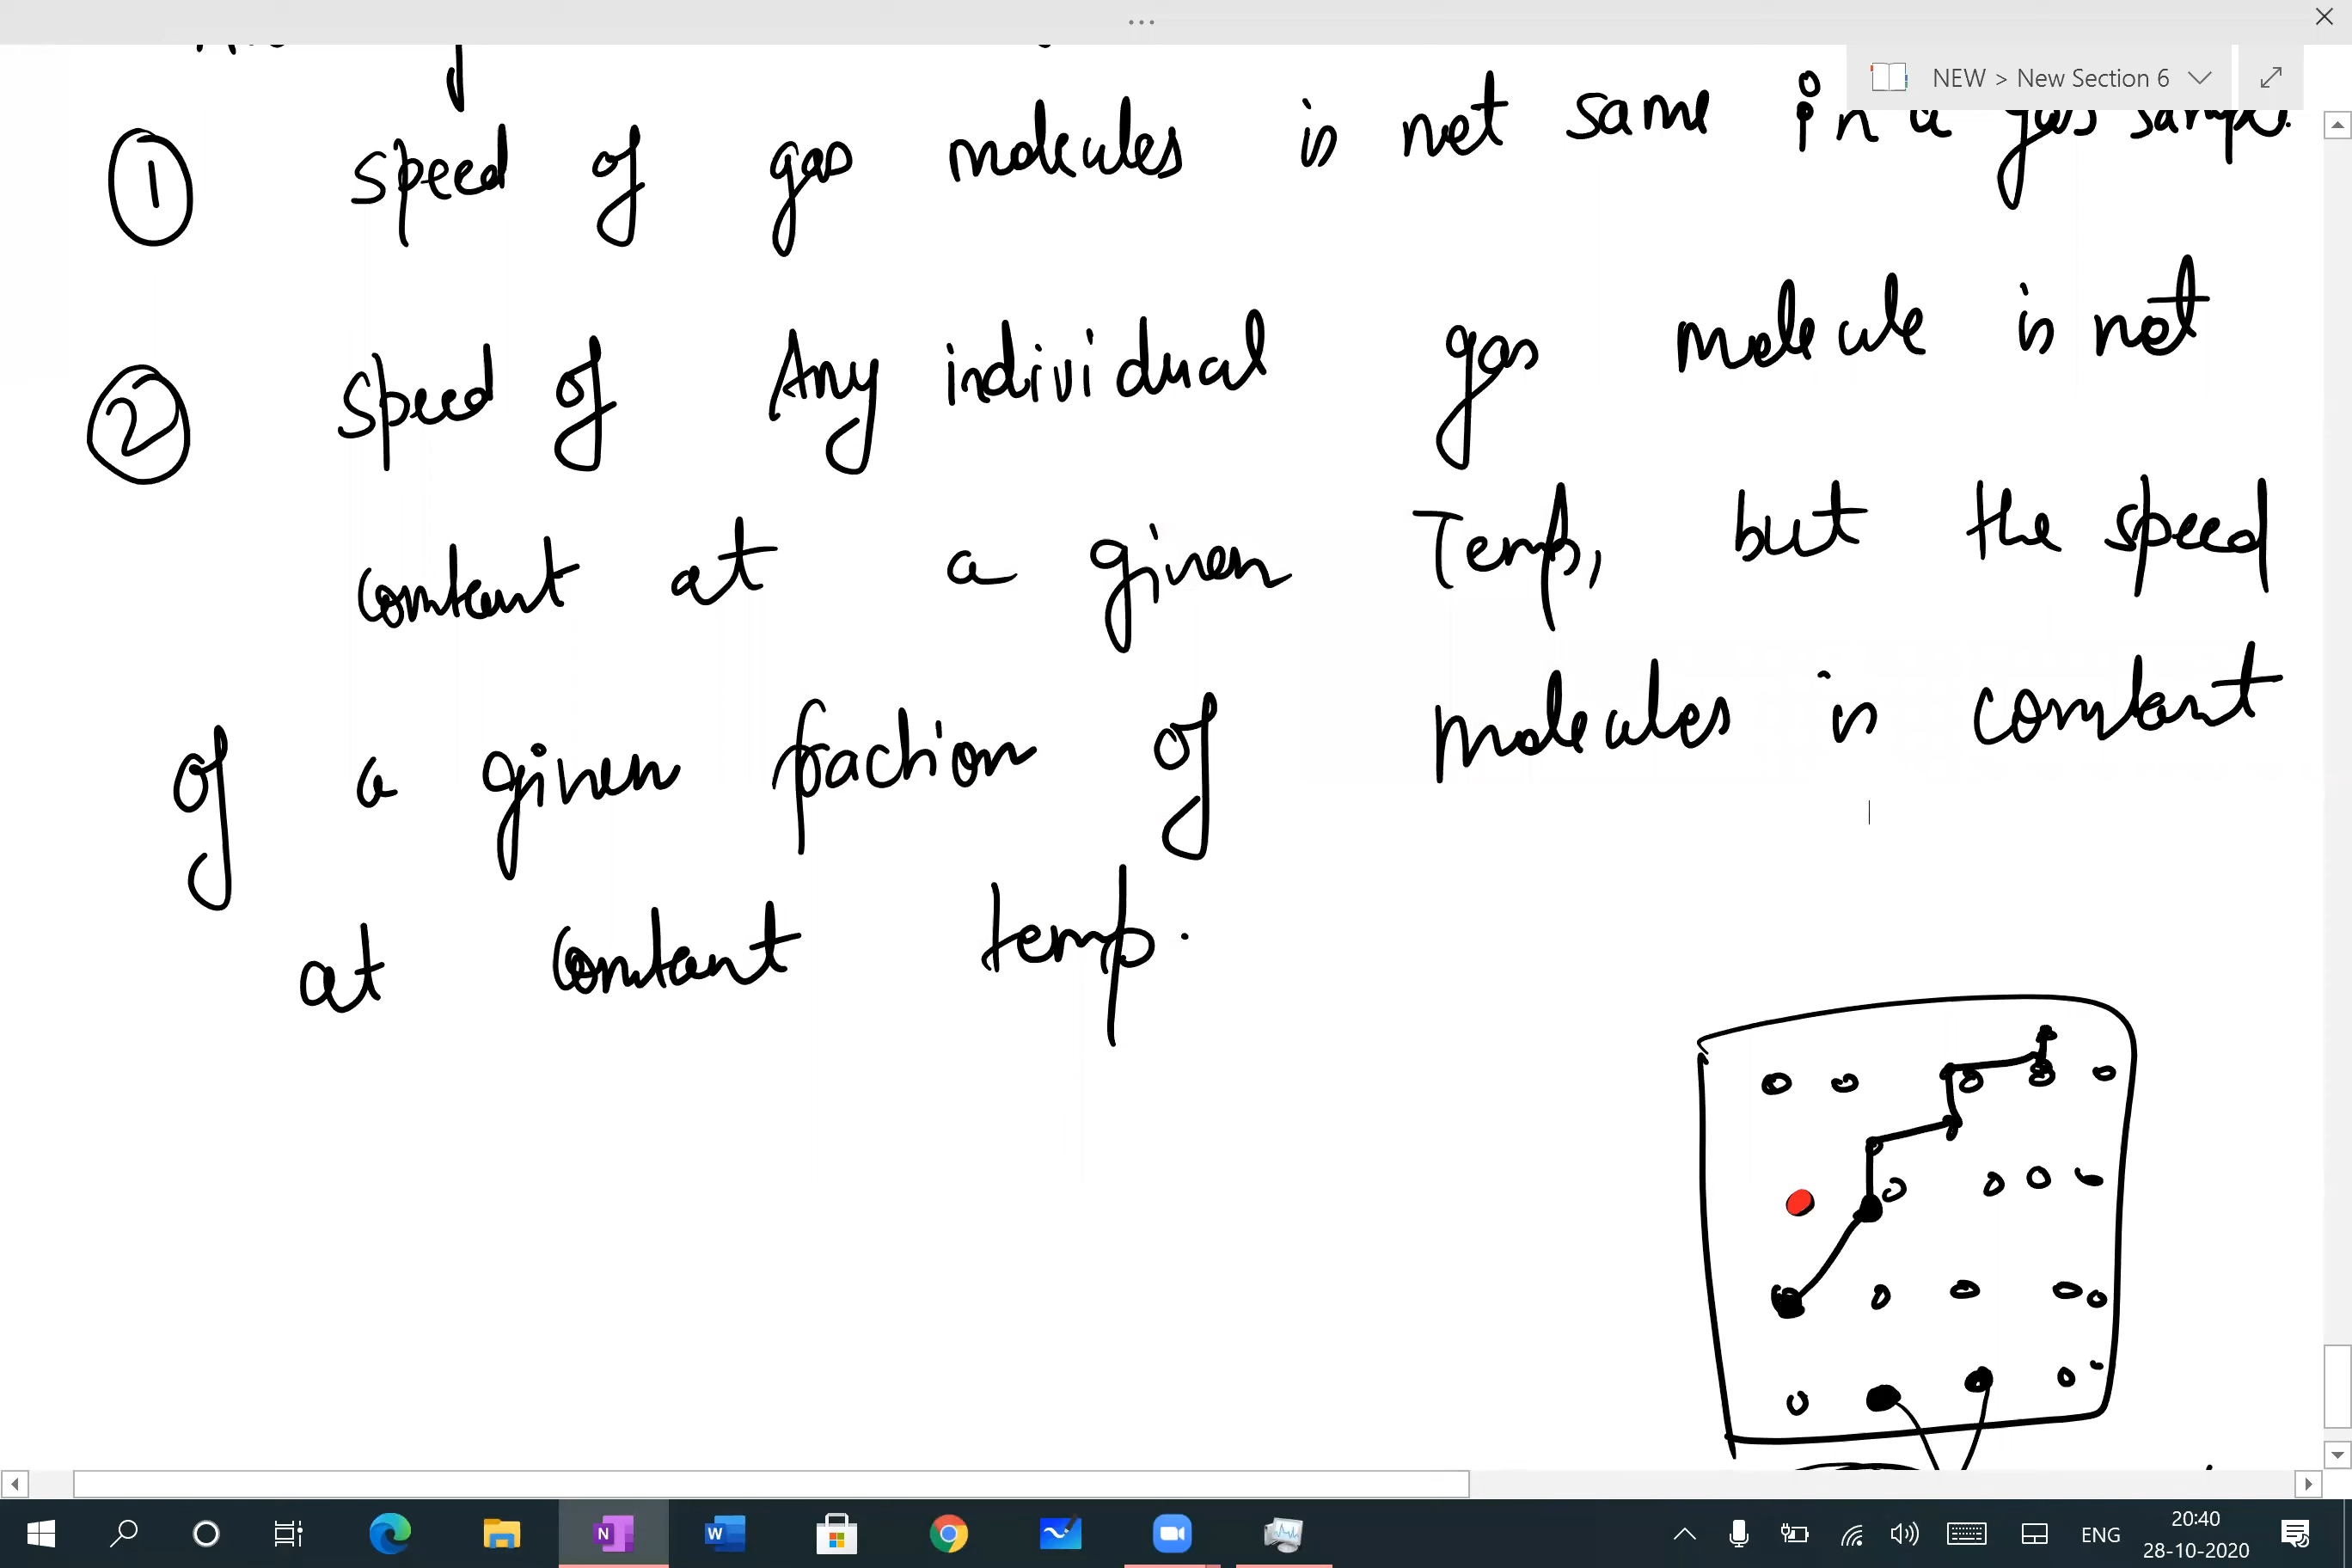 NEW > New Section 6
① speed of gas molecules is not same in a gas sample.
② speed of Any individual gas molecule is not
constant at a given Temp, but the speed
of a given fraction of molecules is constant
at constant temp.
ENG
20:40
28-10-2020